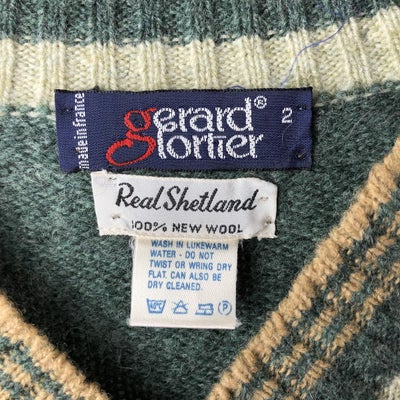 made in france
gerard® 2
glortier
Real Shetland
100% NEW WOOL
WASH IN LUKEWARM
WATER - DO NOT
TWIST OR WRING DRY
FLAT. CAN ALSO BE
DRY CLEANED.
P